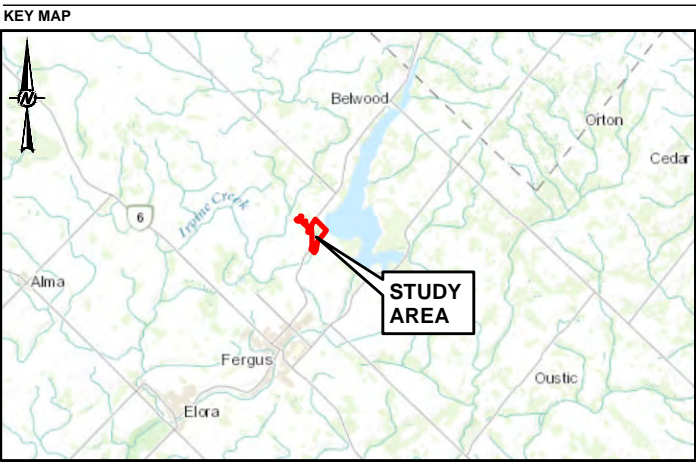 KEY MAP
N
Belwood
Orton
Cedar
6
Irvine Creek
Alma
STUDY
AREA
Fergus
Oustic
Elora